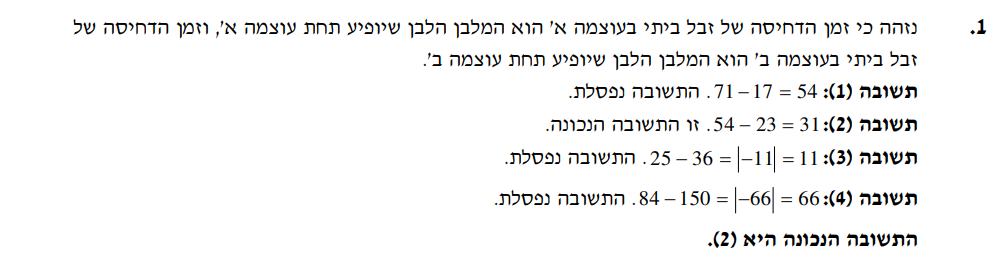 1. נזהה כי זמן הדחיסה של זבל ביתי בעוצמה א' הוא המלבן הלבן שיופיע תחת עוצמה א', וזמן הדחיסה של
זבל ביתי בעוצמה ב' הוא המלבן הלבן שיופיע תחת עוצמה ב'.
תשובה (1): 71 – 17 = 54. התשובה נפסלת.
תשובה (2): 54 – 23 = 31. זו התשובה הנכונה.
תשובה (3): 25 – 36 = |–11| = 11. התשובה נפסלת.
תשובה (4): 84 – 150 = |–66| = 66. התשובה נפסלת.
התשובה הנכונה היא (2).